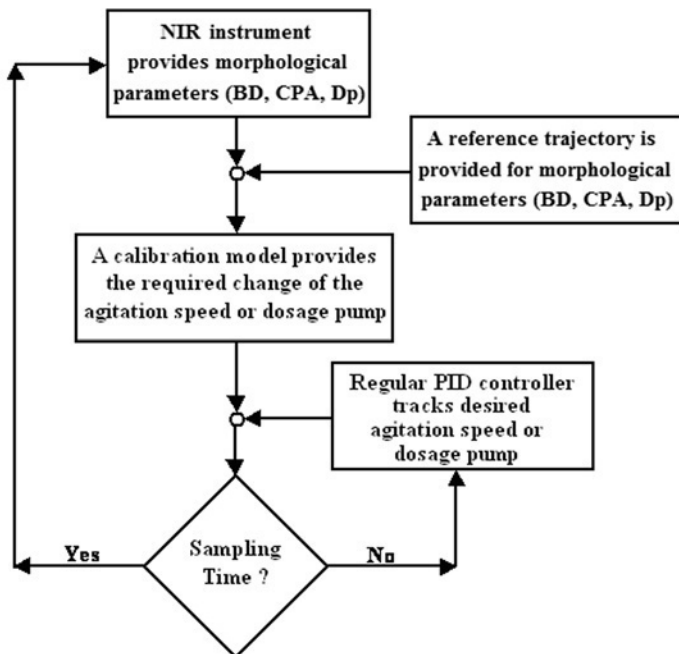 NIR instrument
provides morphological
parameters (BD, CPA, Dp)
A reference trajectory is
provided for morphological
parameters (BD, CPA, Dp)
A calibration model provides
the required change of the
agitation speed or dosage pump
Regular PID controller
tracks desired
agitation speed or
dosage pump
Sampling
Time ?
Yes
No